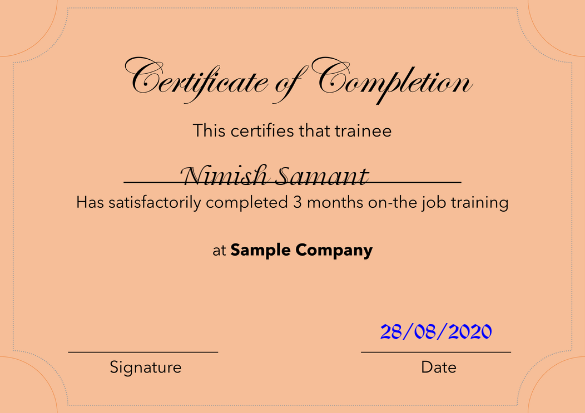 Certificate of Completion
This certifies that trainee
Nimish Samant
Has satisfactorily completed 3 months on-the job training
at Sample Company
28/08/2020
Signature
Date